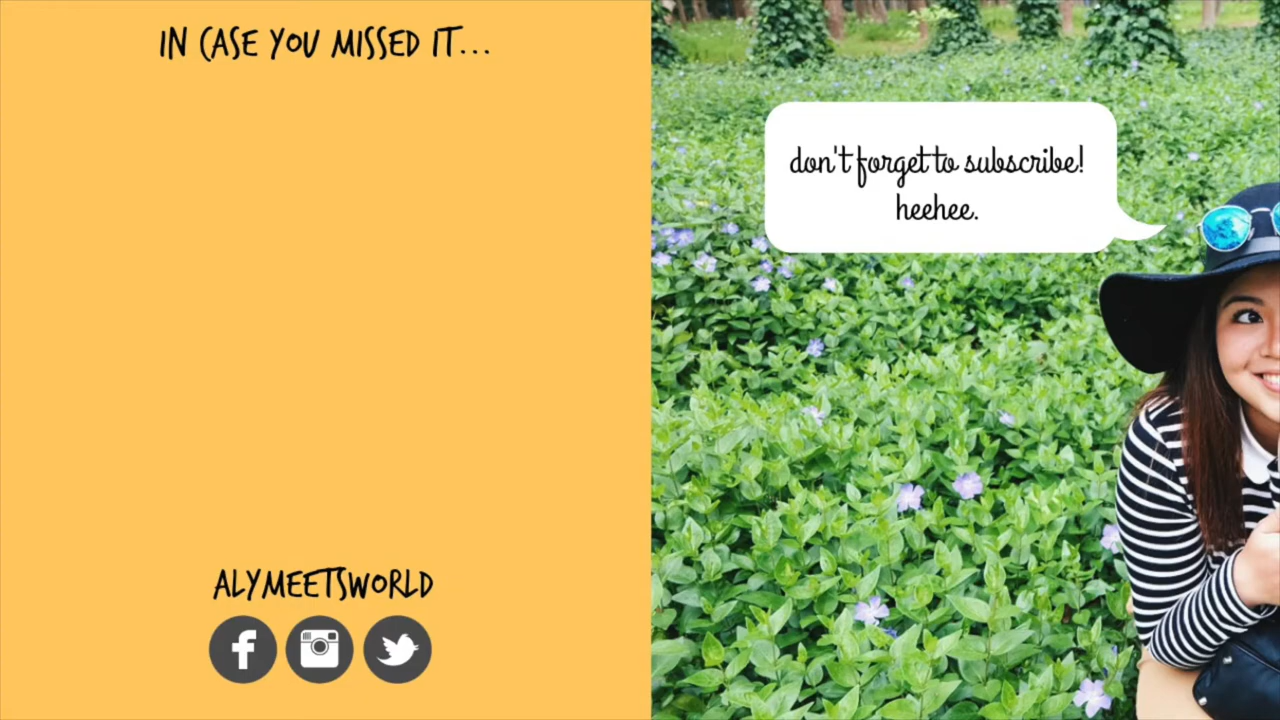 IN CASE YOU MISSED IT...
don't forget to subscribe!
heehee.
ALYMEETSWORLD